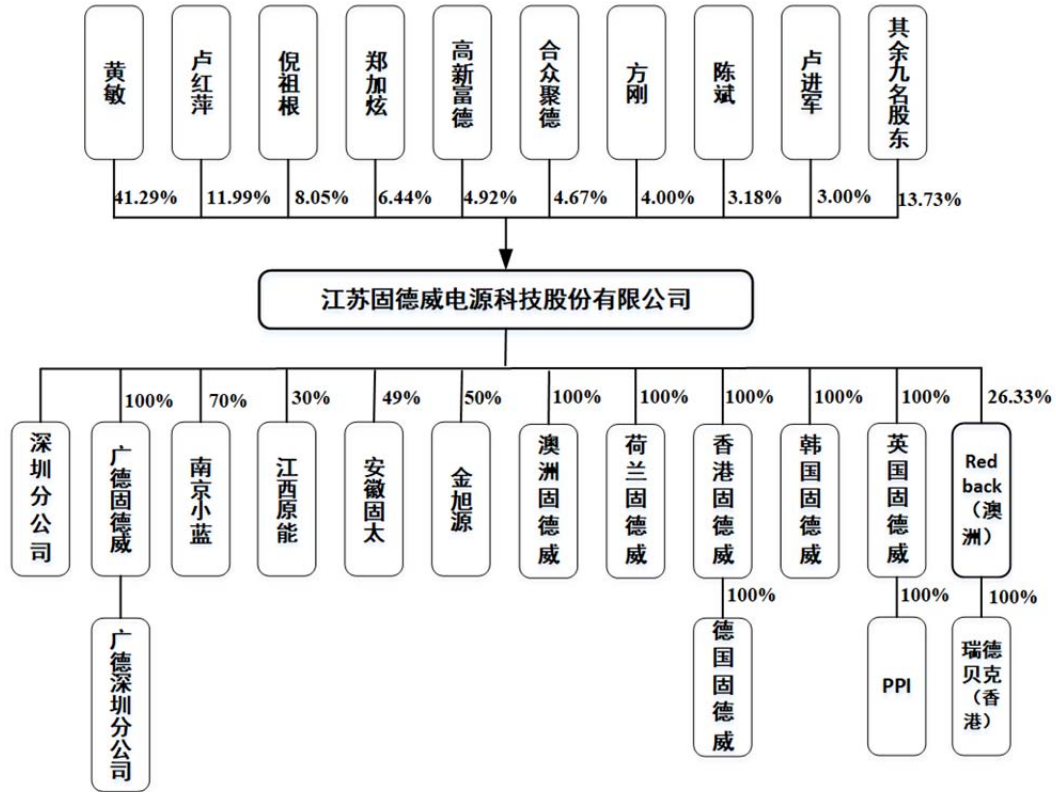 黄敏
卢红萍
倪祖根
郑加炫
高新富德
合众聚德
方刚
陈斌
卢进军
其余九名股东
41.29%
11.99%
8.05%
6.44%
4.92%
4.67%
4.00%
3.18%
3.00%
13.73%
江苏固德威电源科技股份有限公司
100%
70%
30%
49%
50%
100%
100%
100%
100%
100%
26.33%
深圳分公司
广德固德威
南京小蓝
江西原能
安徽固太
金旭源
澳洲固德威
荷兰固德威
香港固德威
韩国固德威
英国固德威
Red
back
（澳
洲）
100%
100%
100%
广德深圳分公司
德国固德威
PPI
瑞德
贝克
（香
港）